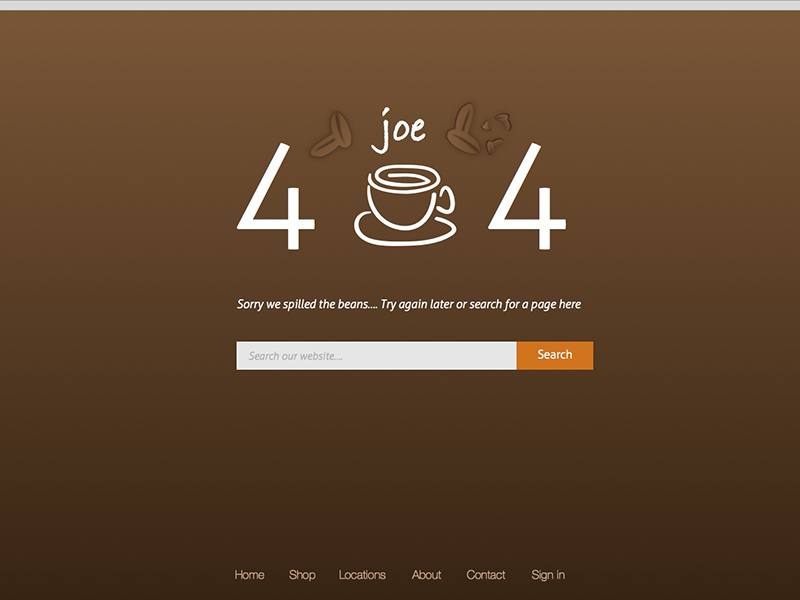 joe
4 4
Sorry we spilled the beans.... Try again later or search for a page here
Search our website....
Search
Home Shop Locations About Contact Sign in